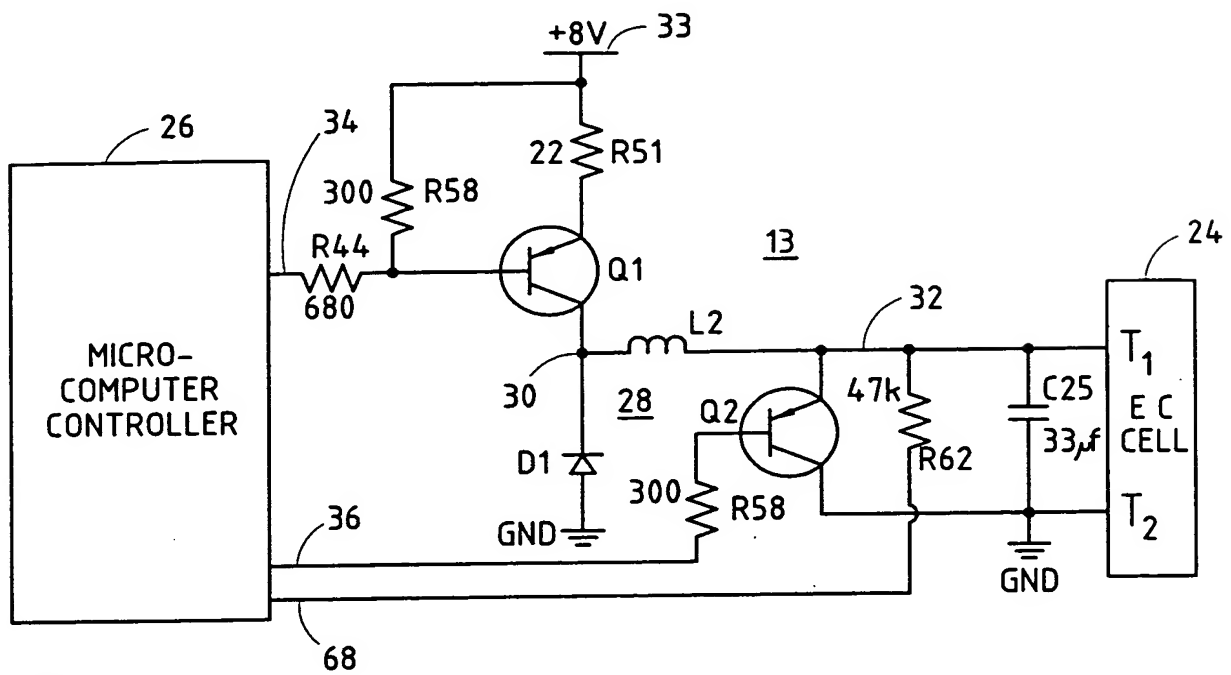 +8V
33
26
34
22
R51
300
R58
R44
680
Q1
13
24
L2
32
MICRO-
COMPUTER
CONTROLLER
30
28
Q2
47k
R62
C25
33µf
T1
E C
CELL
T2
D1
300
R58
GND
GND
36
68